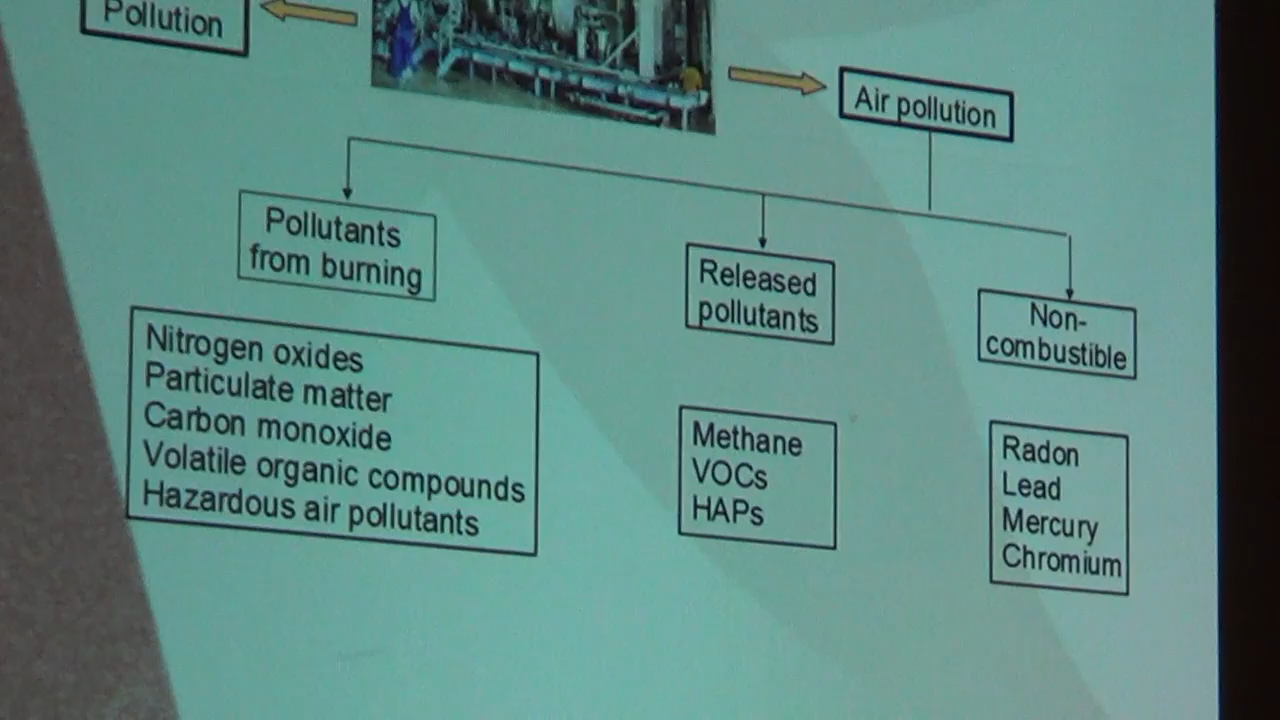 Pollution
Air pollution
Pollutants
from burning
Released
pollutants
Non-
combustible
Nitrogen oxides
Particulate matter
Carbon monoxide
Volatile organic compounds
Hazardous air pollutants
Methane
VOCs
HAPs
Radon
Lead
Mercury
Chromium